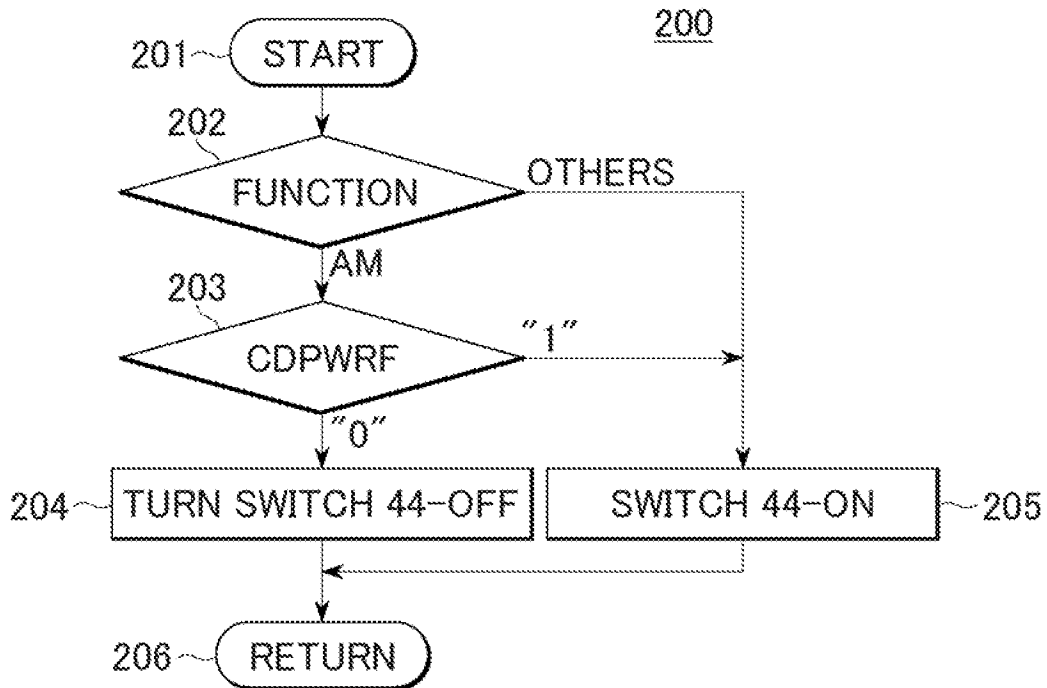 200
201
START
202
FUNCTION
OTHERS
AM
203
CDPWRF
"1"
"0"
204
TURN SWITCH 44-OFF
SWITCH 44-ON
205
206
RETURN